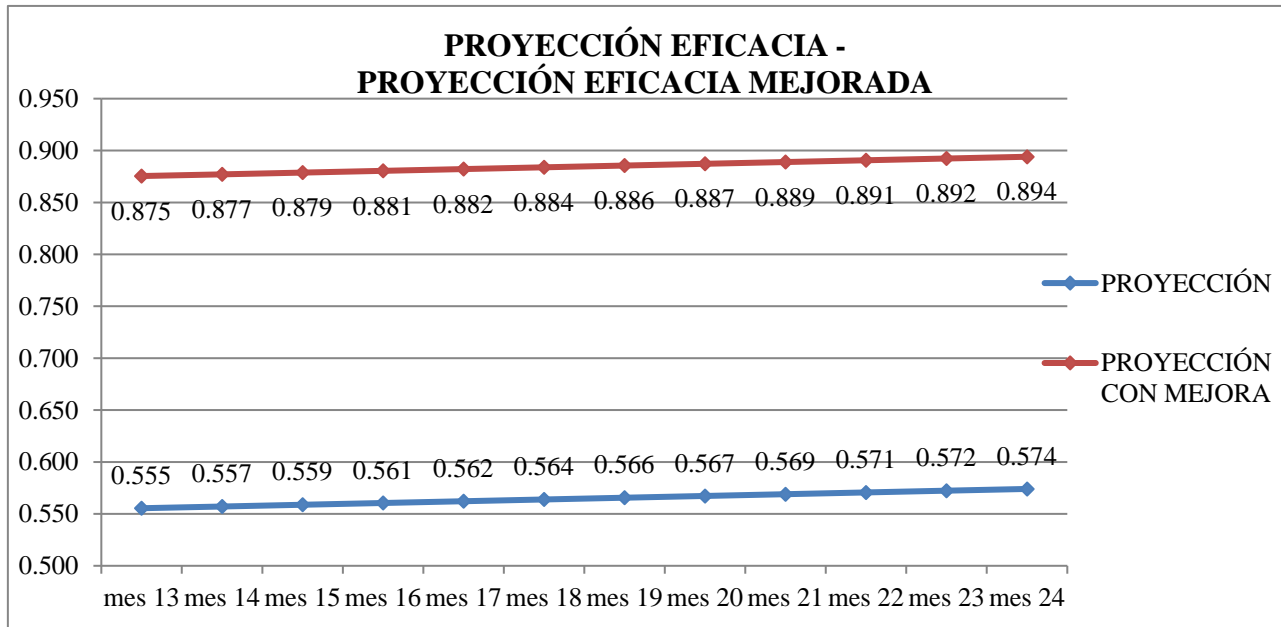 PROYECCIÓN EFICACIA -
PROYECCIÓN EFICACIA MEJORADA
0.950
0.900
0.850
0.800
0.750
0.700
0.650
0.600
0.550
0.500
0.875 0.877 0.879 0.881 0.882 0.884 0.886 0.887 0.889 0.891 0.892 0.894
0.555 0.557 0.559 0.561 0.562 0.564 0.566 0.567 0.569 0.571 0.572 0.574
mes 13 mes 14 mes 15 mes 16 mes 17 mes 18 mes 19 mes 20 mes 21 mes 22 mes 23 mes 24
PROYECCIÓN
PROYECCIÓN
CON MEJORA